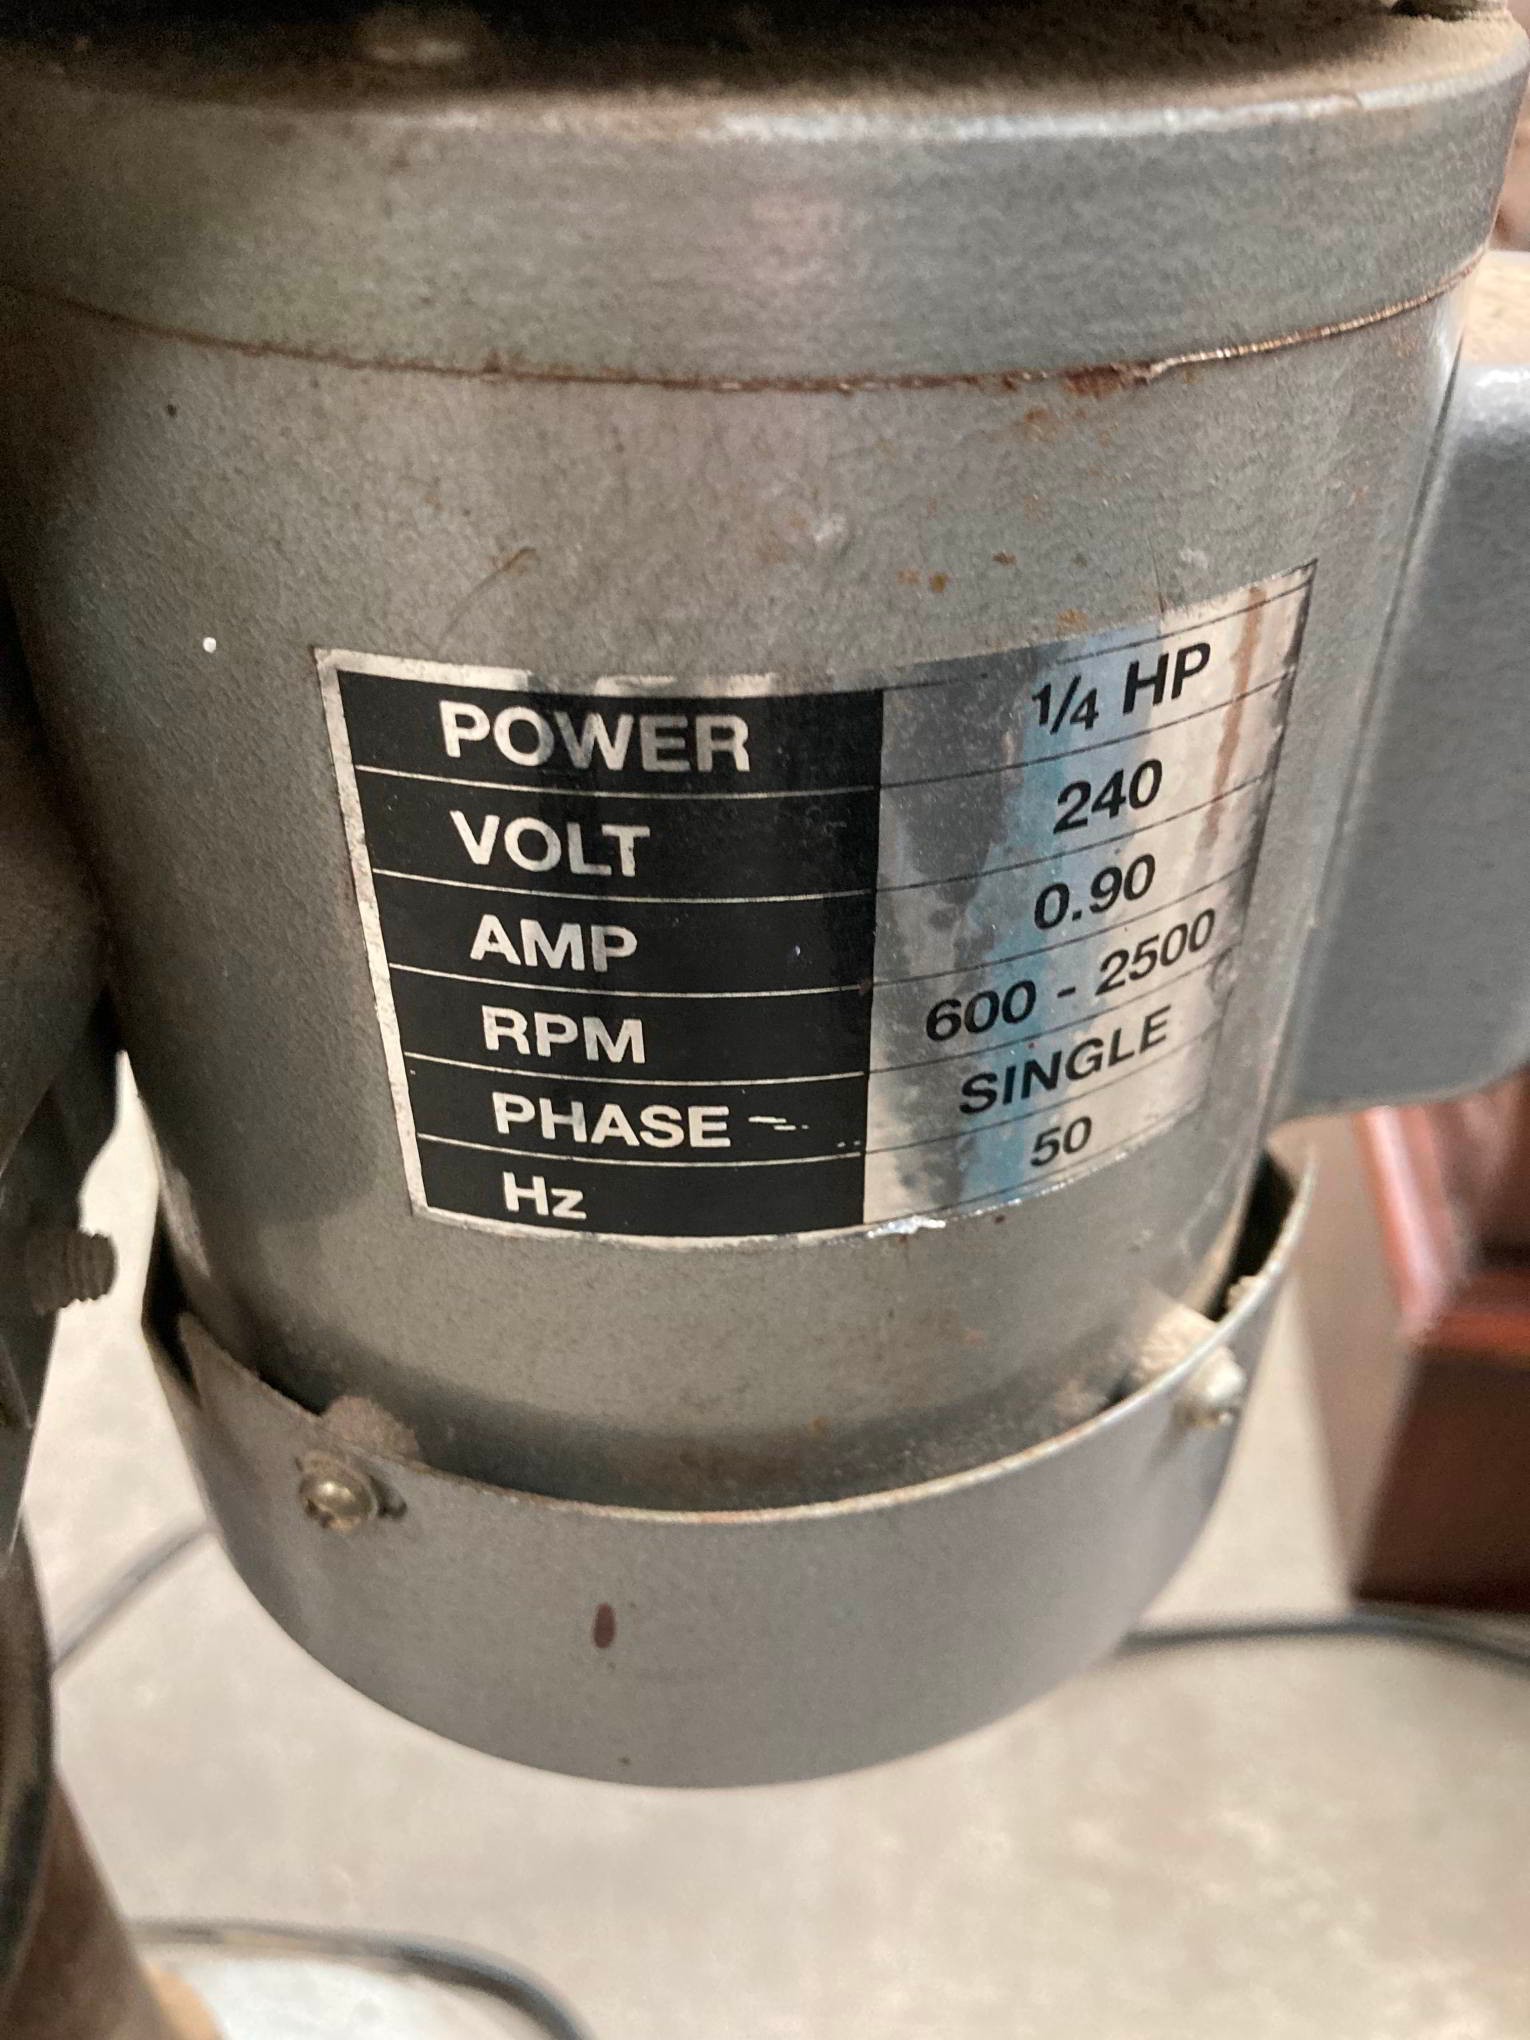 POWER 1/4 HP
VOLT 240
AMP 0.90
RPM 600 - 2500
PHASE SINGLE
Hz 50